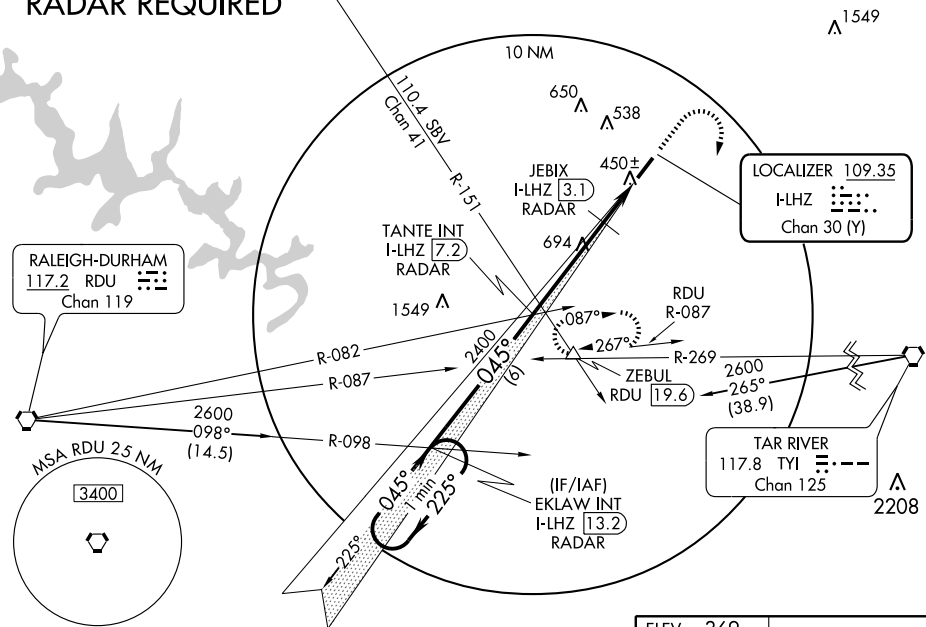 RADAR REQUIRED
1549
10 NM
110.4 SBV
Chan 41
R-151
650
538
450±
JEBIX
I-LHZ 3.1
RADAR
LOCALIZER 109.35
I-LHZ
Chan 30 (Y)
TANTE INT
I-LHZ 7.2
RADAR
694
RALEIGH-DURHAM
117.2 RDU
Chan 119
1549
RDU
R-087
087°
267°
R-082
2400
045°
(6)
R-269
2600
265°
(38.9)
R-087
ZEBUL
RDU 19.6
2600
098°
(14.5)
R-098
MSA RDU 25 NM
3400
TAR RIVER
117.8 TYI
Chan 125
2208
045°
1 min
225°
(IF/IAF)
EKLAW INT
I-LHZ 13.2
RADAR
225°
ELEV 369